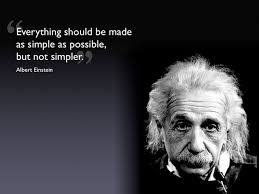 “Everything should be made
as simple as possible,
but not simpler.”
Albert Einstein